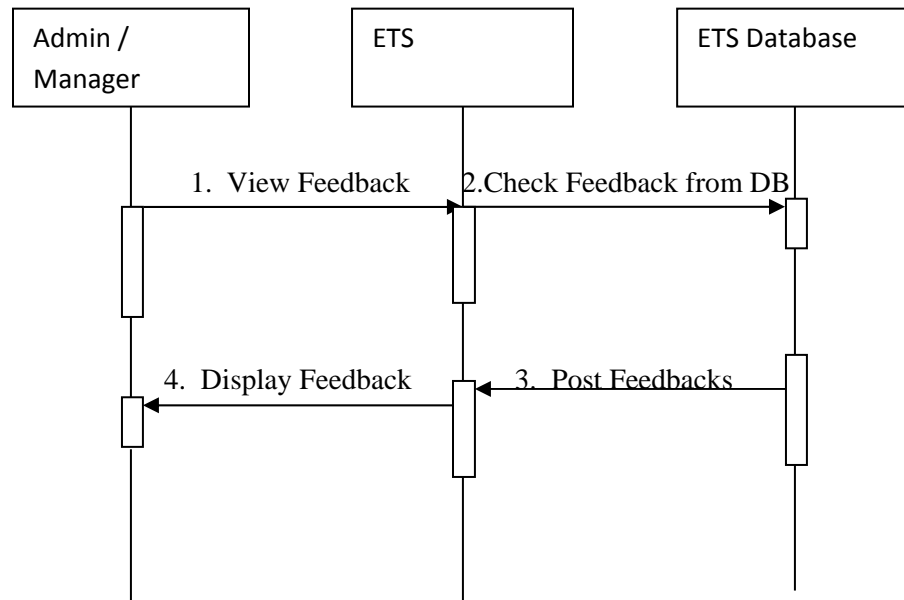 Admin /
Manager
ETS
ETS Database
1. View Feedback
2.Check Feedback from DB
4. Display Feedback
3. Post Feedbacks